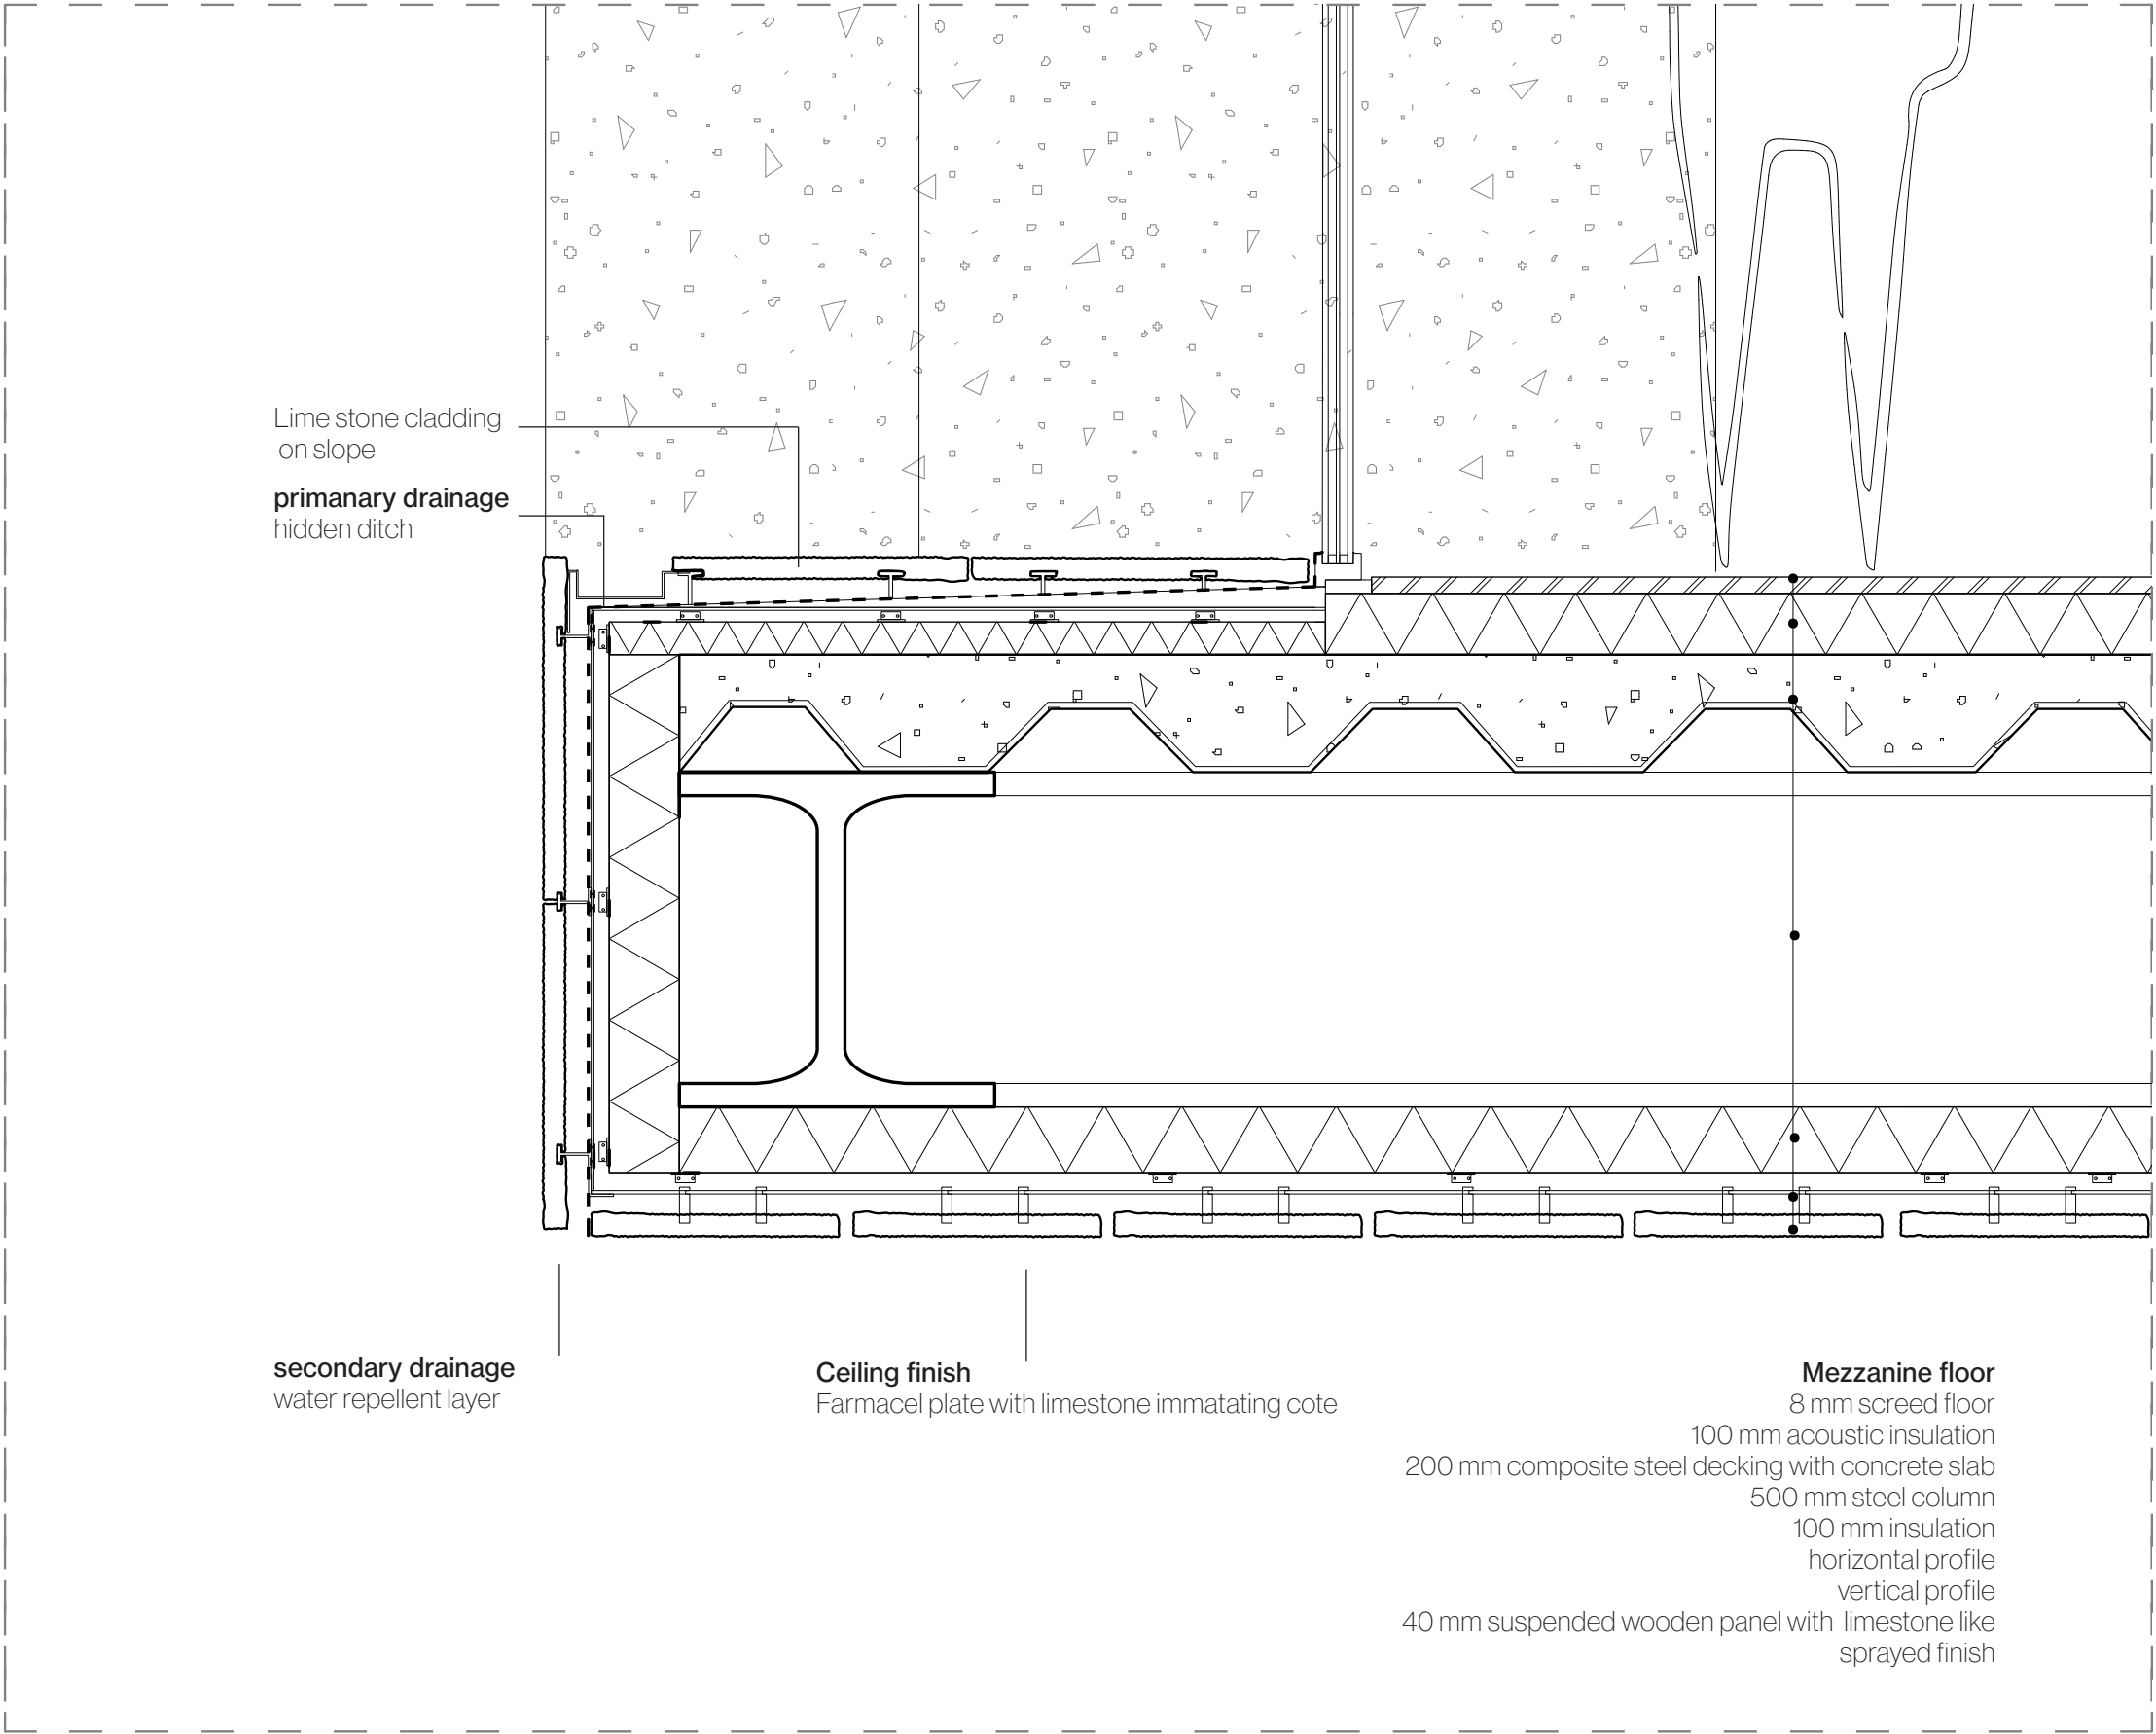 Lime stone cladding
on slope
primanary drainage
hidden ditch
secondary drainage
water repellent layer
Ceiling finish
Farmacel plate with limestone immatating cote
Mezzanine floor
8 mm screed floor
100 mm acoustic insulation
200 mm composite steel decking with concrete slab
500 mm steel column
100 mm insulation
horizontal profile
vertical profile
40 mm suspended wooden panel with limestone like
sprayed finish